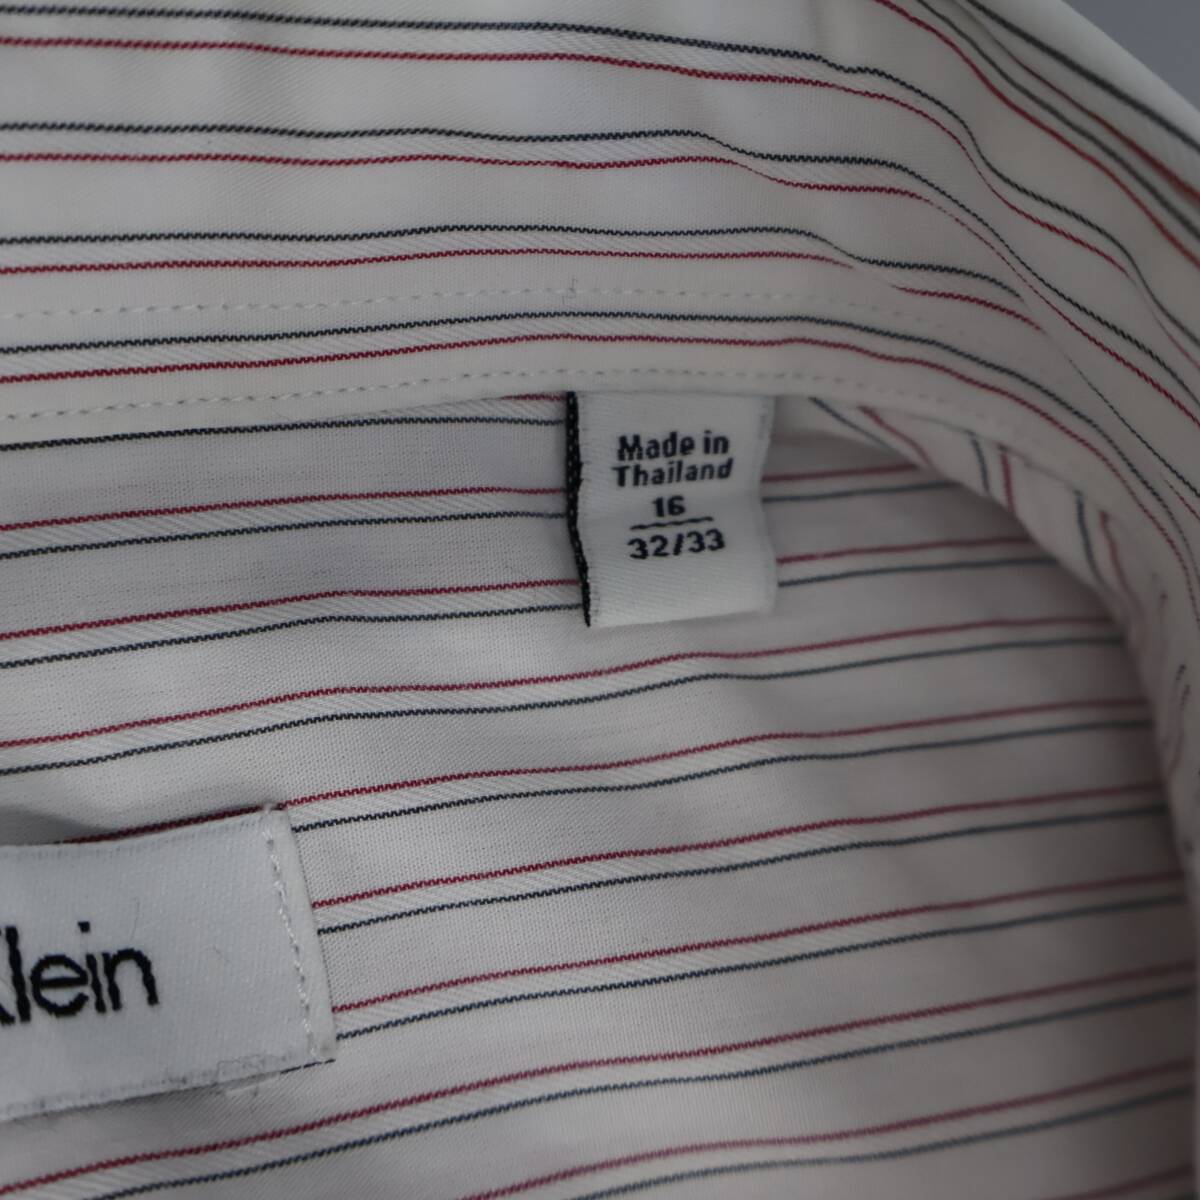 Made in
Thailand
16
32/33
Klein